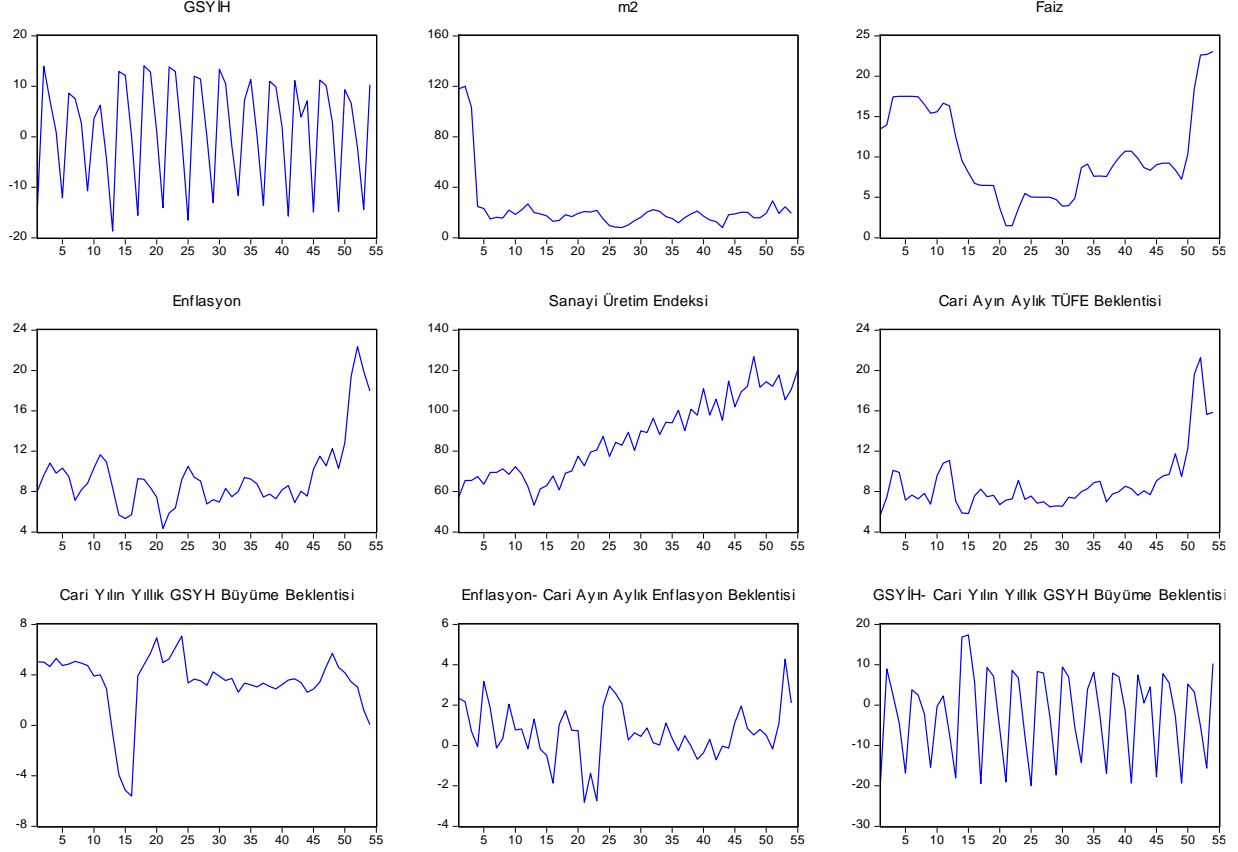 GSYİH
20
10
0
-10
-20
5 10 15 20 25 30 35 40 45 50 55
m2
160
120
80
40
0
5 10 15 20 25 30 35 40 45 50 55
Faiz
25
20
15
10
5
0
5 10 15 20 25 30 35 40 45 50 55
Enflasyon
24
20
16
12
8
4
5 10 15 20 25 30 35 40 45 50 55
Sanayi Üretim Endeksi
140
120
100
80
60
40
5 10 15 20 25 30 35 40 45 50 55
Cari Ayın Aylık TÜFE Beklentisi
24
20
16
12
8
4
5 10 15 20 25 30 35 40 45 50 55
Cari Yılın Yıllık GSYH Büyüme Beklentisi
8
4
0
-4
-8
5 10 15 20 25 30 35 40 45 50 55
Enflasyon- Cari Ayın Aylık Enflasyon Beklentisi
6
4
2
0
-2
-4
5 10 15 20 25 30 35 40 45 50 55
GSYİH- Cari Yılın Yıllık GSYH Büyüme Beklentisi
20
10
0
-10
-20
-30
5 10 15 20 25 30 35 40 45 50 55